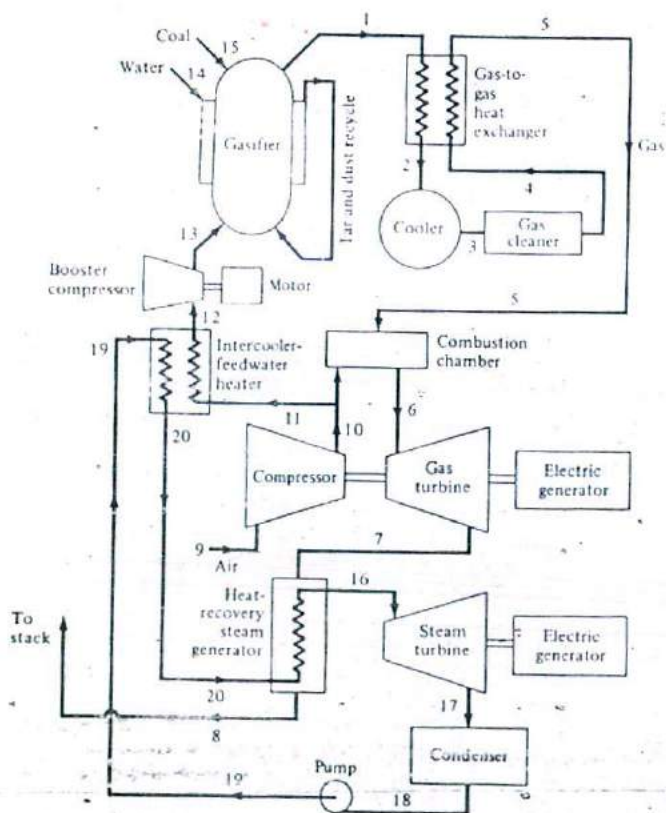 1
5
Coal
15
Water
14
Gas-to-
gas
heat
exchanger
Gasifier
Tar and dust recycle
Gas
2
4
Cooler
Gas
cleaner
3
13
Booster
compressor
Motor
12
5
19
Intercooler-
feedwater
heater
Combustion
chamber
11
10
6
20
Compressor
Gas
turbine
Electric
generator
9
Air
7
To
stack
Heat-
recovery
steam
generator
16
Steam
turbine
Electric
generator
20
8
17
Condenser
Pump
19
18